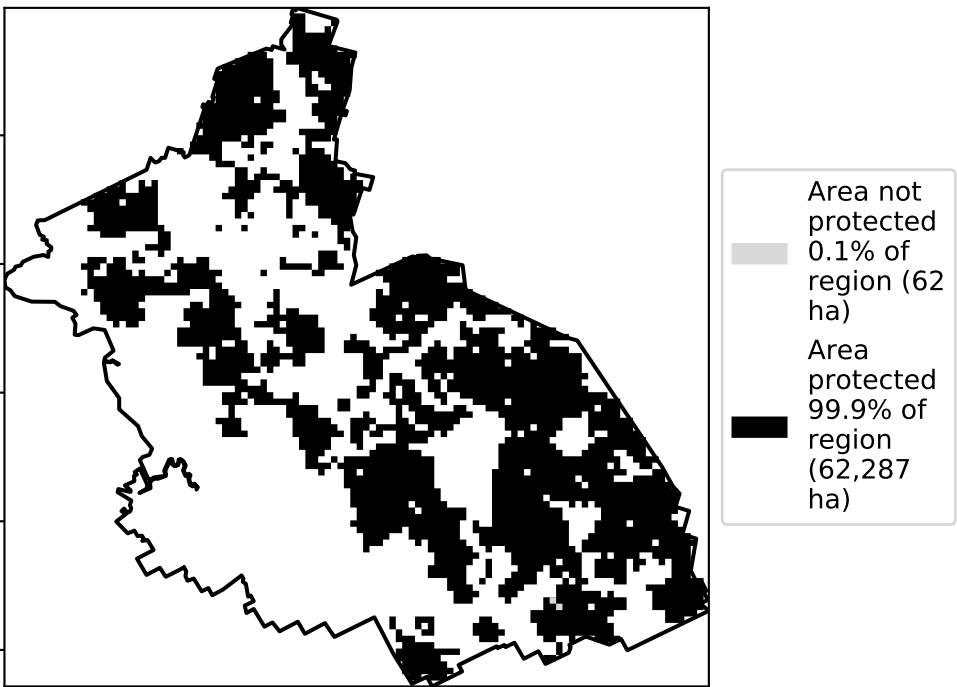 Area not
protected
0.1% of
region (62
ha)
Area
protected
99.9% of
region
(62,287
ha)